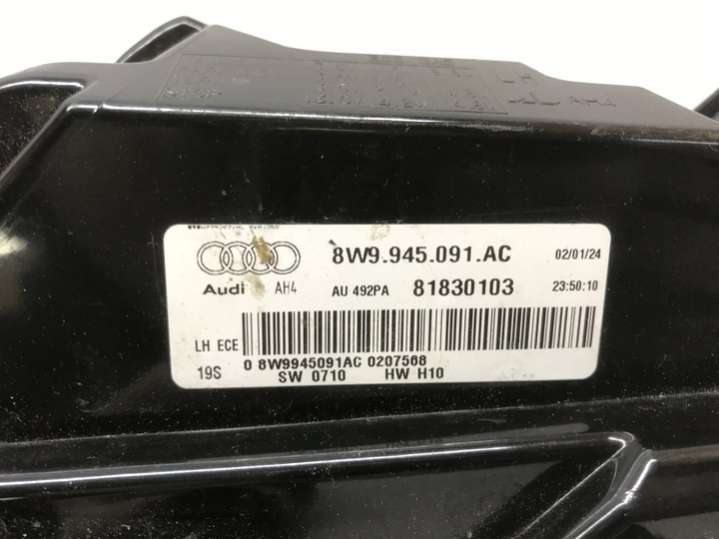 8W9.945.091.AC 02/01/24
Audi AH4 AU 492PA 81830103 23:50:10
LH ECE
0 8W9945091AC 0207568
19S SW 0710 HW H10